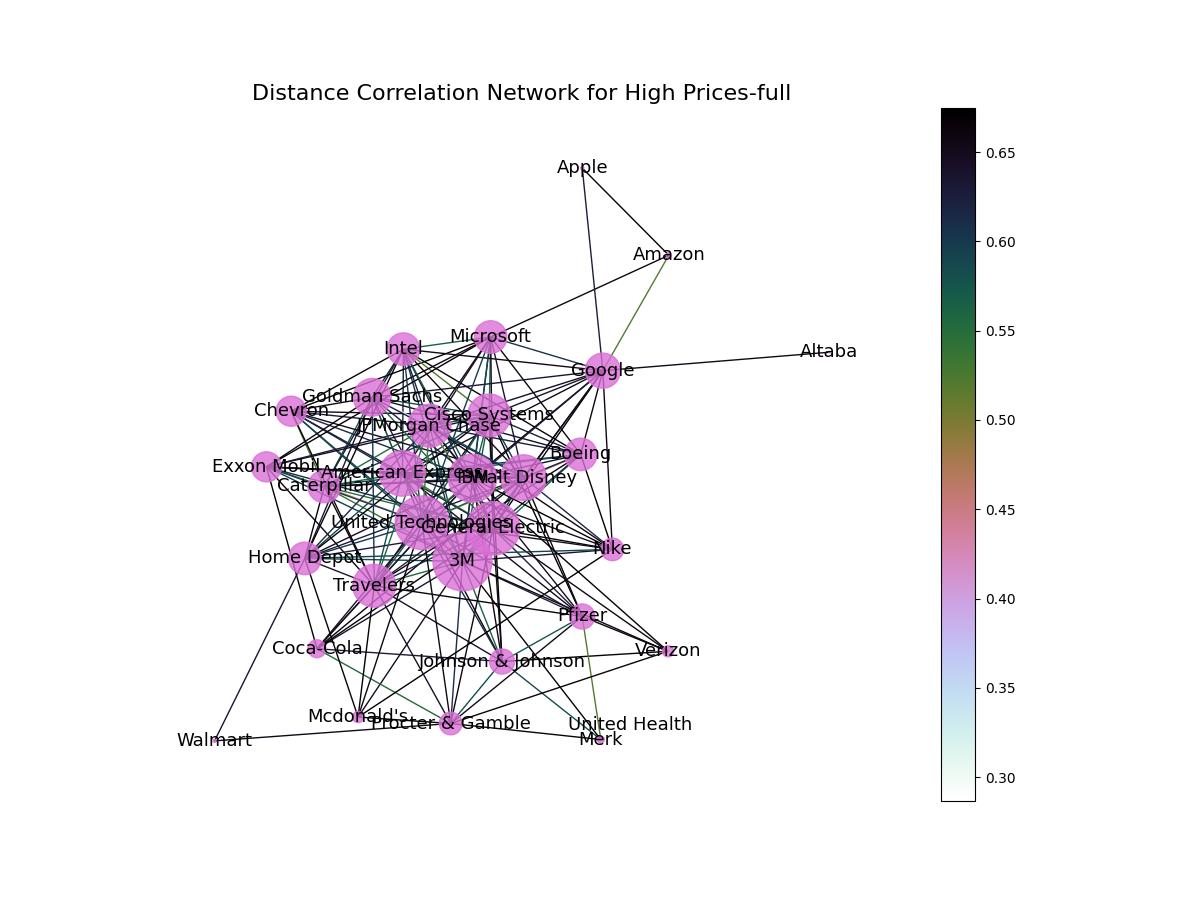 Distance Correlation Network for High Prices-full
Apple
0.65
Amazon
0.60
Microsoft
Intel
Altaba
0.55
Google
Goldman Sachs
Chevron
Cisco Systems
JPMorgan Chase
0.50
Boeing
Exxon Mobil
American Express
IBM
Walt Disney
Caterpillar
0.45
United Technologies
General Electric
Nike
Home Depot
3M
Travelers
0.40
Pfizer
Coca-Cola
Verizon
Johnson & Johnson
0.35
Mcdonald's
Procter & Gamble
United Health
Walmart
Merk
0.30